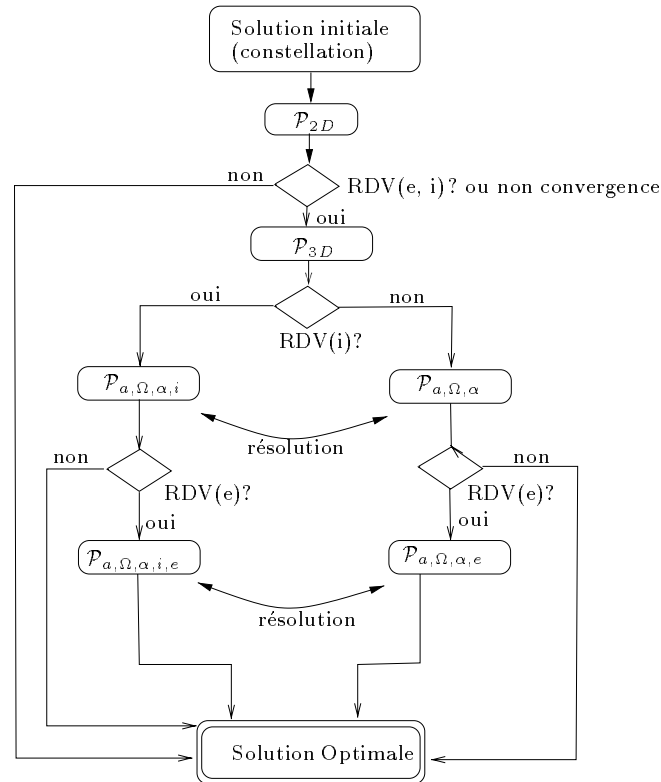 Solution initiale
(constellation)
𝒫2D
non
RDV(e, i)? ou non convergence
oui
𝒫3D
oui
non
RDV(i)?
𝒫a,Ω,α,i
𝒫a,Ω,α
résolution
non
non
RDV(e)?
RDV(e)?
oui
oui
𝒫a,Ω,α,i,e
𝒫a,Ω,α,e
résolution
Solution Optimale